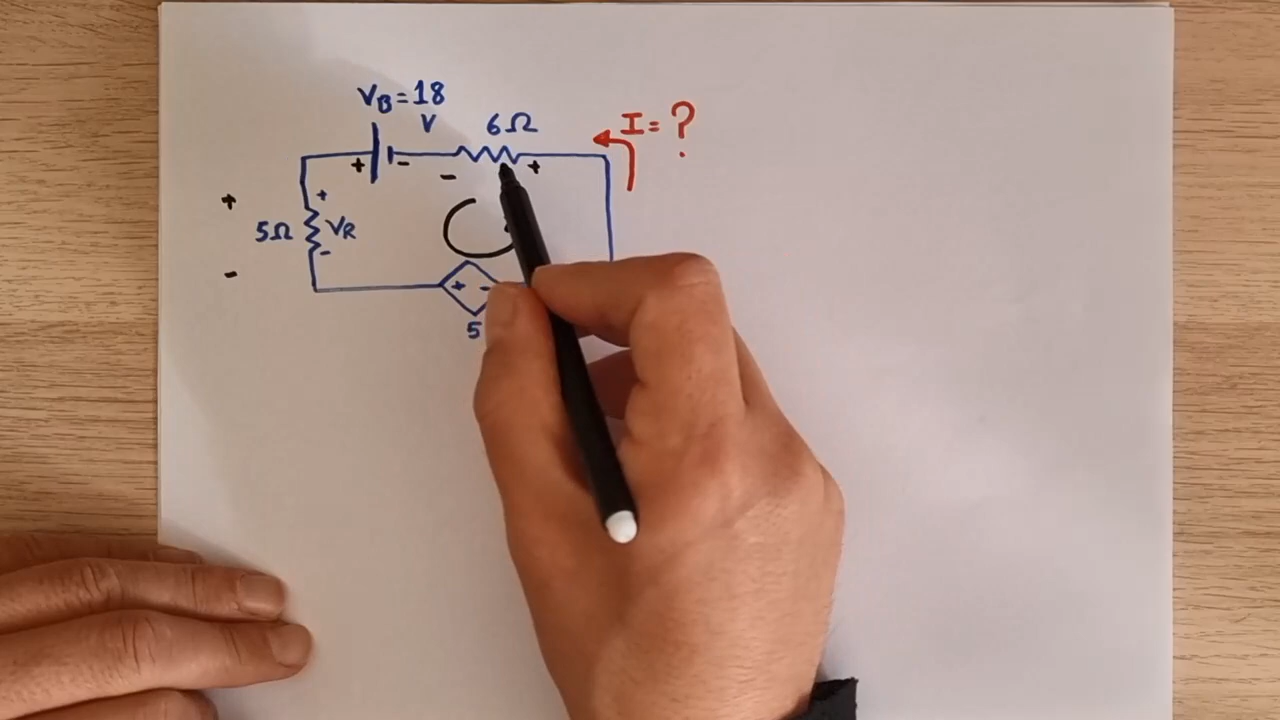 VB=18
V
6Ω
I=?
+ -
- +
+
+
5Ω VR
-
-
+ -
5